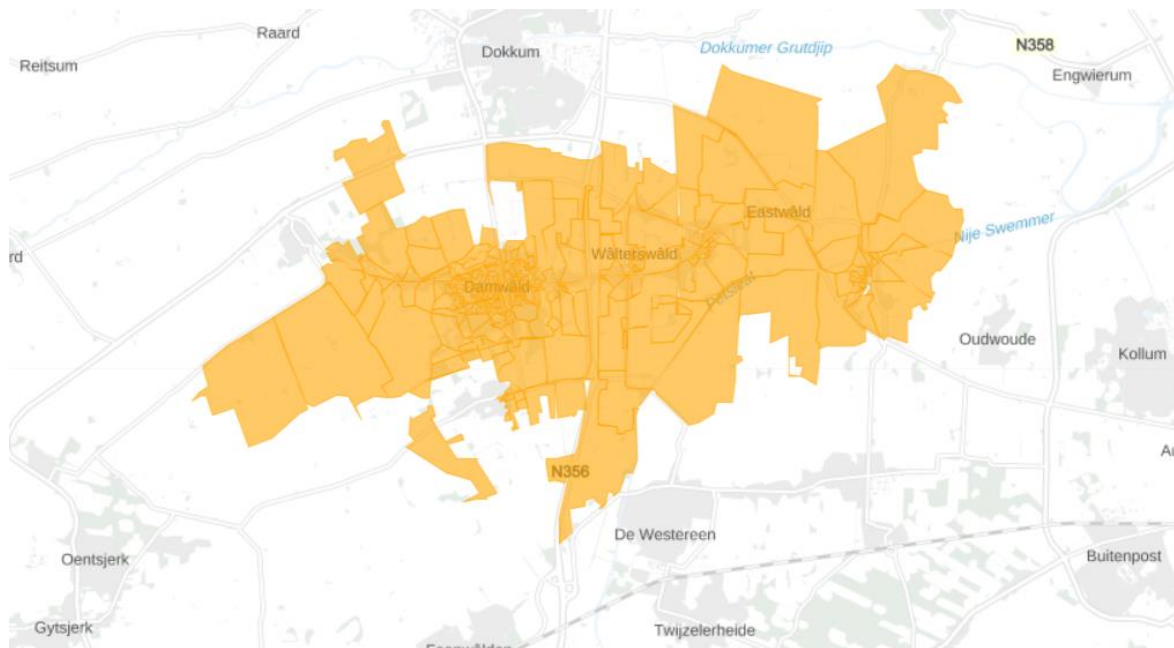 Raard
Dokkum
Dokkumer Grutdjip
N358
Reitsum
Engwierum
Eastwâld
Nije Swemmer
rd
Wâlterswâld
Damwâld
Petsleat
Oudwoude
Kollum
N356
De Westereen
Oentsjerk
Buitenpost
Gytsjerk
Twijzelerheide